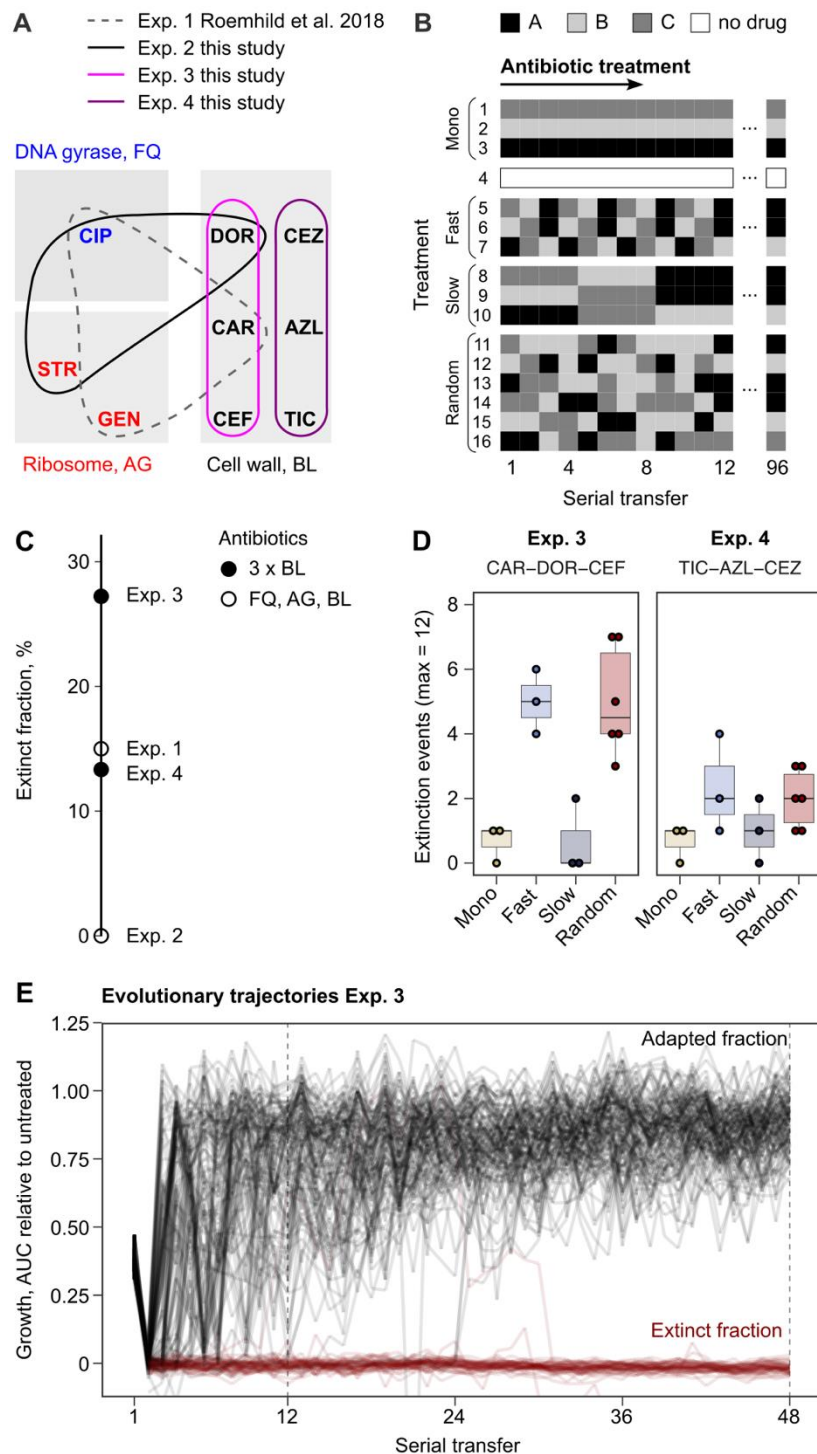 A
Exp. 1 Roemhild et al. 2018
Exp. 2 this study
Exp. 3 this study
Exp. 4 this study
DNA gyrase, FQ
CIP
DOR
CEZ
STR
CAR
AZL
GEN
CEF
TIC
Ribosome, AG
Cell wall, BL
B
A
B
C
no drug
Antibiotic treatment
Treatment
Mono
1
2
3
...
4
...
Fast
5
6
7
...
Slow
8
9
10
...
Random
11
12
13
14
15
16
...
1
4
8
12
96
Serial transfer
C
Antibiotics
3 x BL
FQ, AG, BL
Extinct fraction, %
30
20
10
0
Exp. 3
Exp. 1
Exp. 4
Exp. 2
D
Exp. 3
CAR–DOR–CEF
Exp. 4
TIC–AZL–CEZ
Extinction events (max = 12)
8
6
4
2
0
Mono
Fast
Slow
Random
Mono
Fast
Slow
Random
E
Evolutionary trajectories Exp. 3
Growth, AUC relative to untreated
1.25
1.00
0.75
0.50
0.25
0
Adapted fraction
Extinct fraction
1
12
24
36
48
Serial transfer